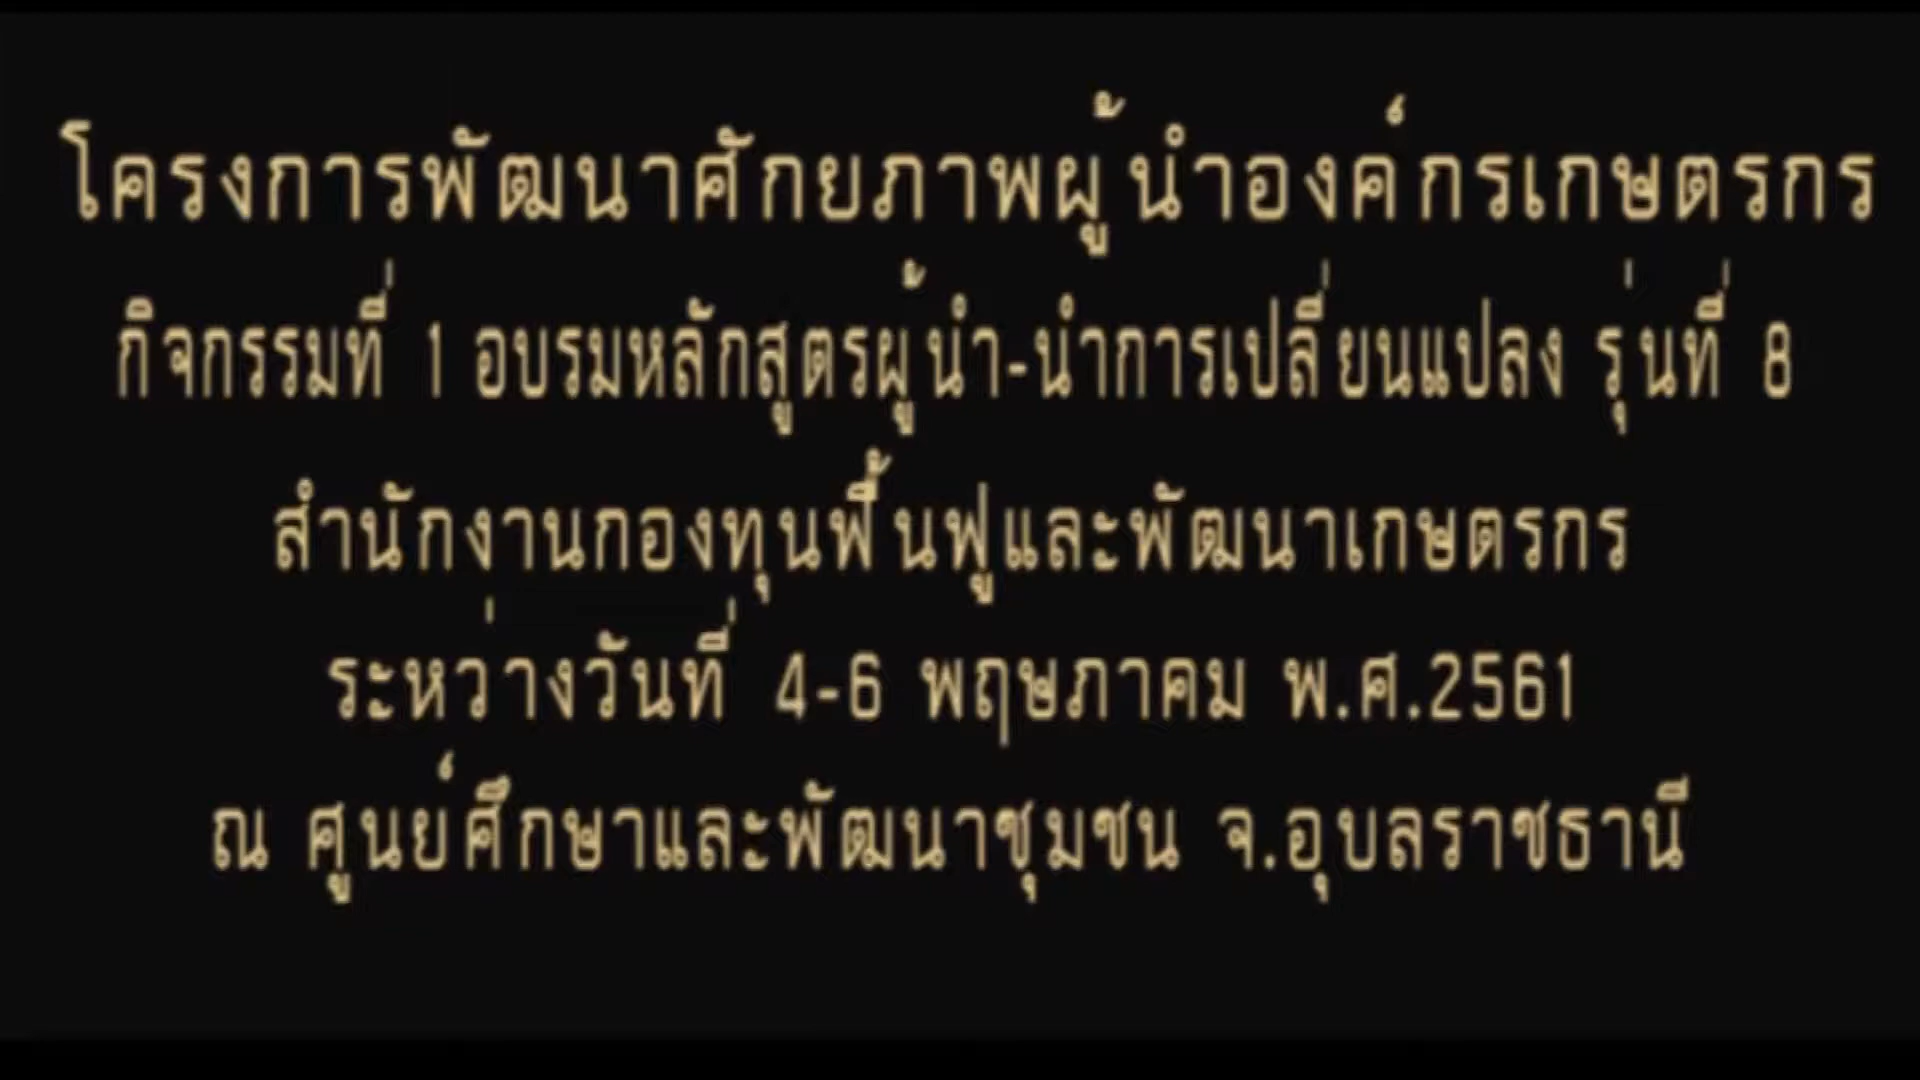 โครงการพัฒนาศักยภาพผู้นำองค์กรเกษตรกร
กิจกรรมที่ 1 อบรมหลักสูตรผู้นำ-นำการเปลี่ยนแปลง รุ่นที่ 8
สำนักงานกองทุนฟื้นฟูและพัฒนาเกษตรกร
ระหว่างวันที่ 4-6 พฤษภาคม พ.ศ.2561
ณ ศูนย์ศึกษาและพัฒนาชุมชน จ.อุบลราชธานี